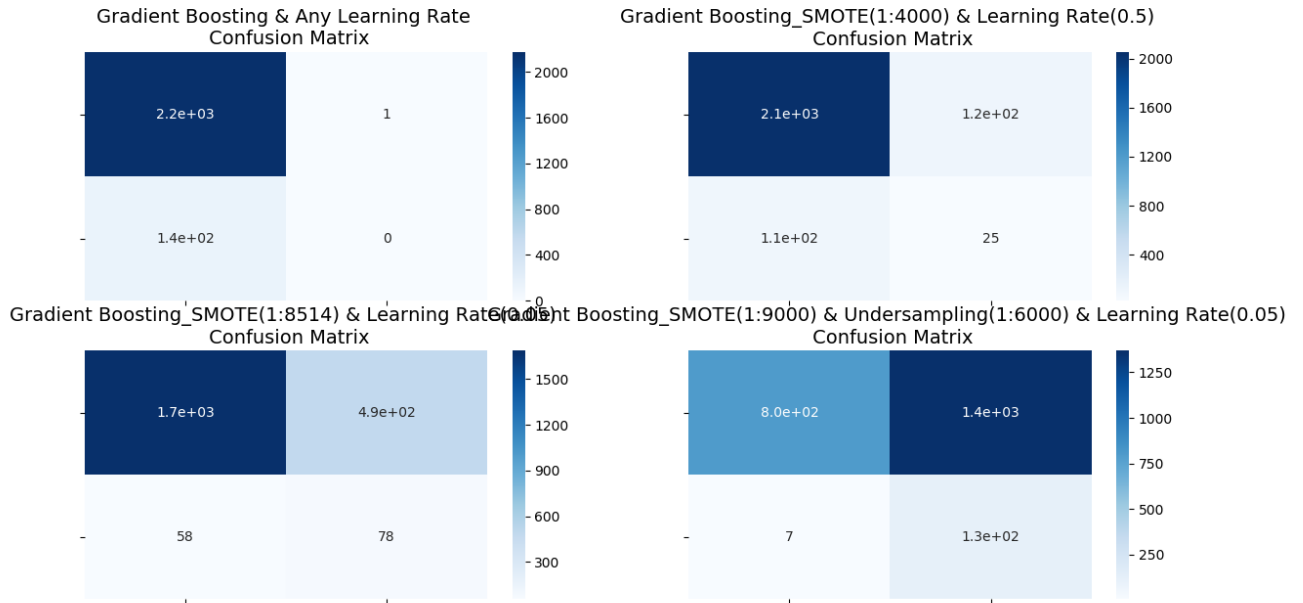 Gradient Boosting & Any Learning Rate
Confusion Matrix
2.2e+03
1
1.4e+02
0
2000
1600
1200
800
400
0
Gradient Boosting_SMOTE(1:4000) & Learning Rate(0.5)
Confusion Matrix
2.1e+03
1.2e+02
1.1e+02
25
2000
1600
1200
800
400
Gradient Boosting_SMOTE(1:8514) & Learning Rate(0.05)
Confusion Matrix
1.7e+03
4.9e+02
58
78
1500
1200
900
600
300
Gradient Boosting_SMOTE(1:9000) & Undersampling(1:6000) & Learning Rate(0.05)
Confusion Matrix
8.0e+02
1.4e+03
7
1.3e+02
1250
1000
750
500
250